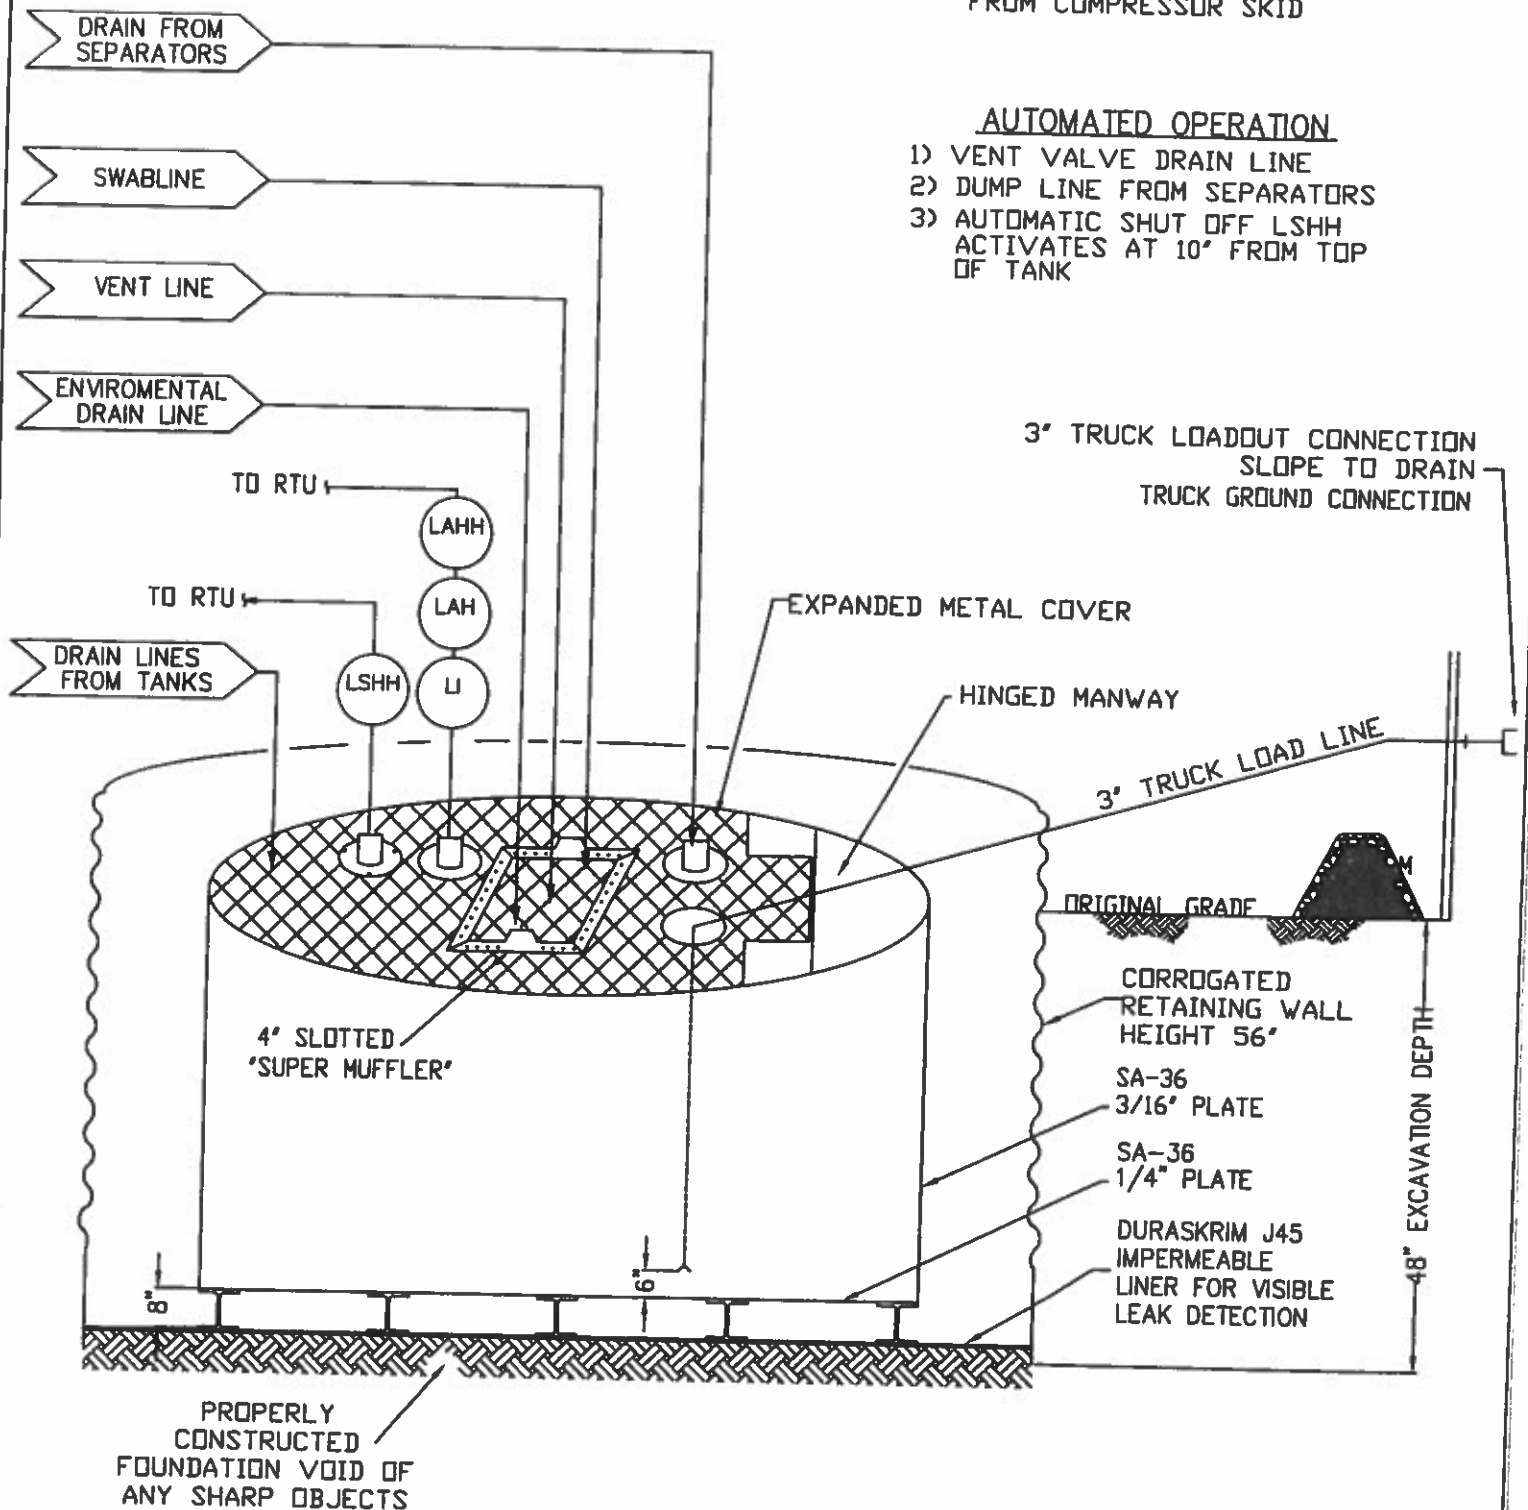 FROM COMPRESSOR SKID
DRAIN FROM
SEPARATORS
AUTOMATED OPERATION
1) VENT VALVE DRAIN LINE
2) DUMP LINE FROM SEPARATORS
3) AUTOMATIC SHUT OFF LSHH
ACTIVATES AT 10" FROM TOP
OF TANK
SWABLINE
VENT LINE
ENVIROMENTAL
DRAIN LINE
3" TRUCK LOADOUT CONNECTION
SLOPE TO DRAIN
TRUCK GROUND CONNECTION
TO RTU
LAHH
TO RTU
LAH
EXPANDED METAL COVER
DRAIN LINES
FROM TANKS
LSHH
LI
HINGED MANWAY
3" TRUCK LOAD LINE
ORIGINAL GRADE
CORROGATED
RETAINING WALL
HEIGHT 56"
4" SLOTTED
"SUPER MUFFLER"
SA-36
3/16" PLATE
SA-36
1/4" PLATE
48" EXCAVATION DEPTH
DURASKRIM J45
IMPERMEABLE
LINER FOR VISIBLE
LEAK DETECTION
8"
6"
PROPERLY
CONSTRUCTED
FOUNDATION VOID OF
ANY SHARP OBJECTS